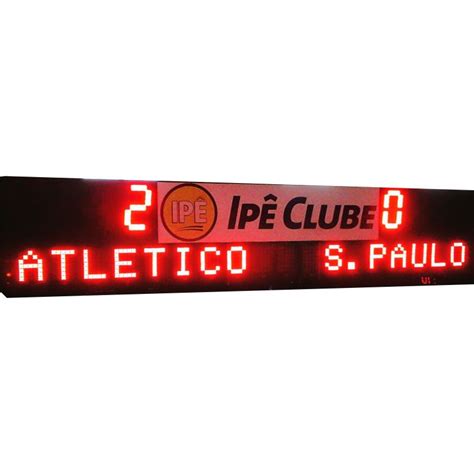 2 IPÊ IPÊ CLUBE 0
ATLETICO S.PAULO